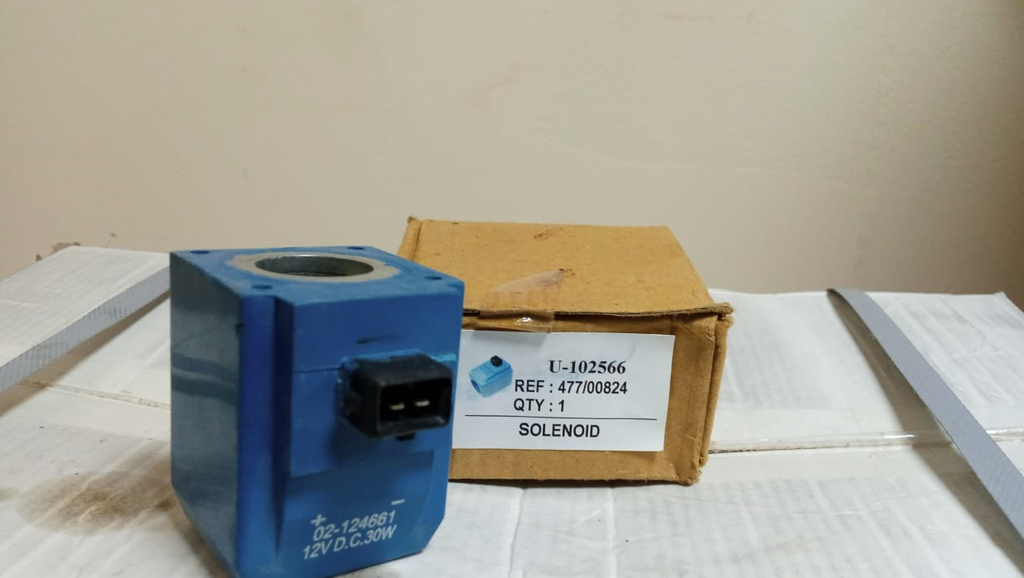 U-102566
REF : 477/00824
QTY : 1
SOLENOID
+ −
02-124661
12V D.C.30W